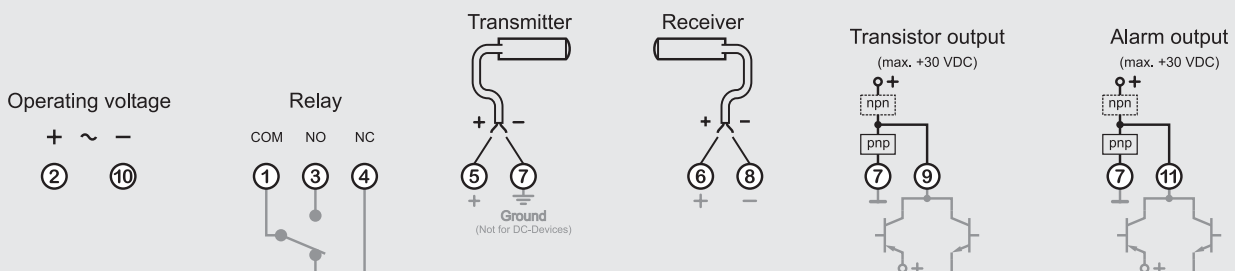 Operating voltage
+ ~ −
2 10
Relay
COM NO NC
1 3 4
Transmitter
+ −
5 7
+
Ground
(Not for DC-Devices)
Receiver
+ −
6 8
+ −
Transistor output
(max. +30 VDC)
+
npn
pnp
7 9
+
Alarm output
(max. +30 VDC)
+
npn
pnp
7 11
+